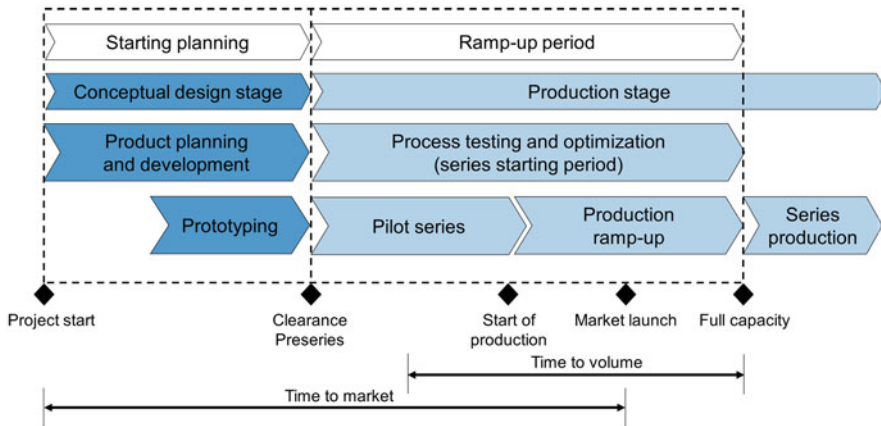 Starting planning
Ramp-up period
Conceptual design stage
Production stage
Product planning
and development
Process testing and optimization
(series starting period)
Prototyping
Pilot series
Production
ramp-up
Series
production
Project start
Clearance
Preseries
Start of
production
Market launch
Full capacity
Time to volume
Time to market